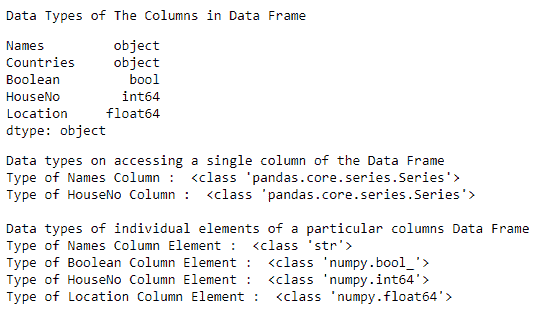 Data Types of The Columns in Data Frame
Names object
Countries object
Boolean bool
HouseNo int64
Location float64
dtype: object
Data types on accessing a single column of the Data Frame
Type of Names Column :  <class 'pandas.core.series.Series'>
Type of HouseNo Column :  <class 'pandas.core.series.Series'>
Data types of individual elements of a particular columns Data Frame
Type of Names Column Element :  <class 'str'>
Type of Boolean Column Element :  <class 'numpy.bool_'>
Type of HouseNo Column Element :  <class 'numpy.int64'>
Type of Location Column Element :  <class 'numpy.float64'>